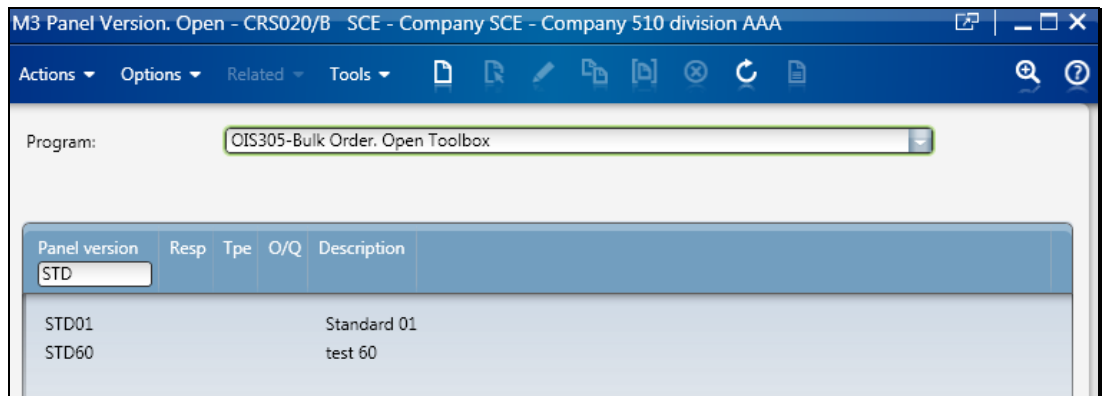 M3 Panel Version. Open - CRS020/B SCE - Company SCE - Company 510 division AAA
Actions Options Related Tools
Program: OIS305-Bulk Order. Open Toolbox
Panel version Resp Tpe O/Q Description
STD
STD01 Standard 01
STD60 test 60